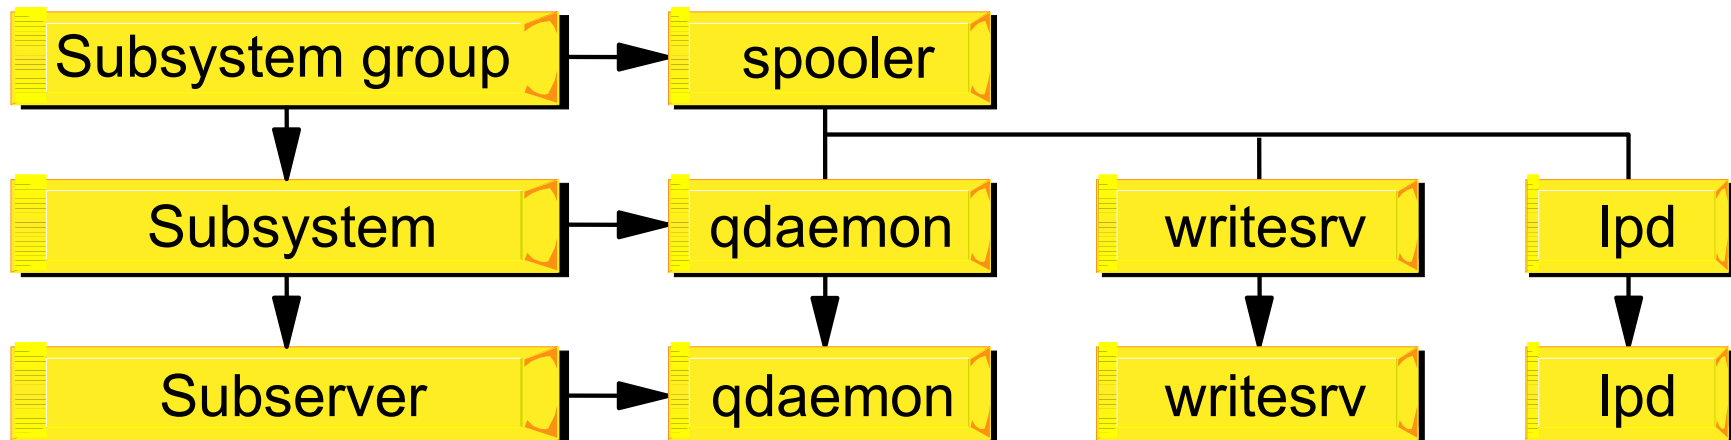 Subsystem group
spooler
Subsystem
qdaemon
writesrv
lpd
Subserver
qdaemon
writesrv
lpd